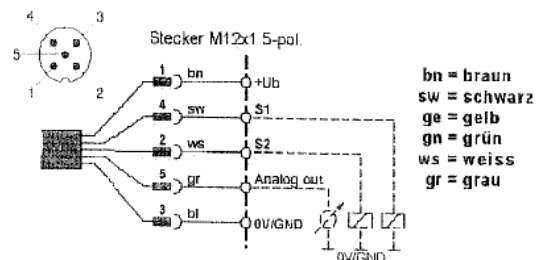 4
3
5
1
2
Stecker M12x1 5-pol.
1 bn +Ub
4 sw S1
2 ws S2
5 gr Analog out
3 bl 0V/GND
0V/GND
bn = braun
sw = schwarz
ge = gelb
gn = grün
ws = weiss
gr = grau